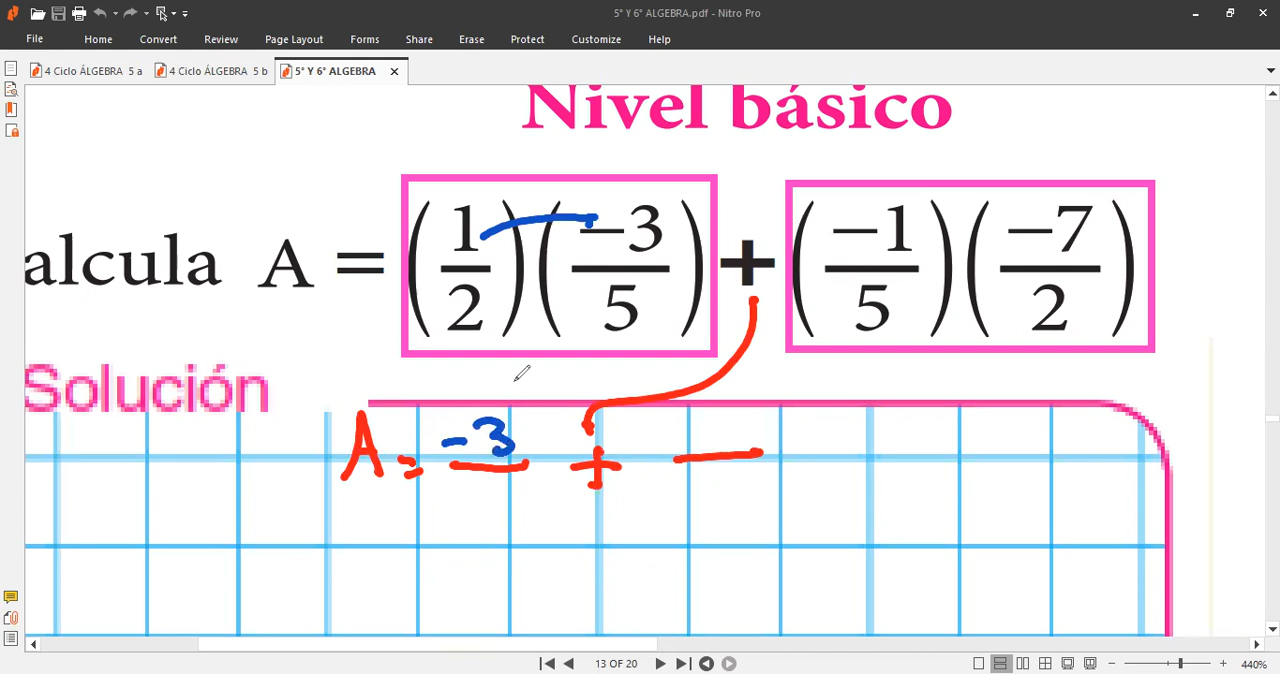 5° Y 6° ALGEBRA.pdf - Nitro Pro
File Home Convert Review Page Layout Forms Share Erase Protect Customize Help
4 Ciclo ÁLGEBRA 5 a 4 Ciclo ÁLGEBRA 5 b 5° Y 6° ALGEBRA
Nivel básico
alcula A = (1/2)(−3/5) + (−1/5)(−7/2)
Solución
A = -3 +
13 OF 20
440%